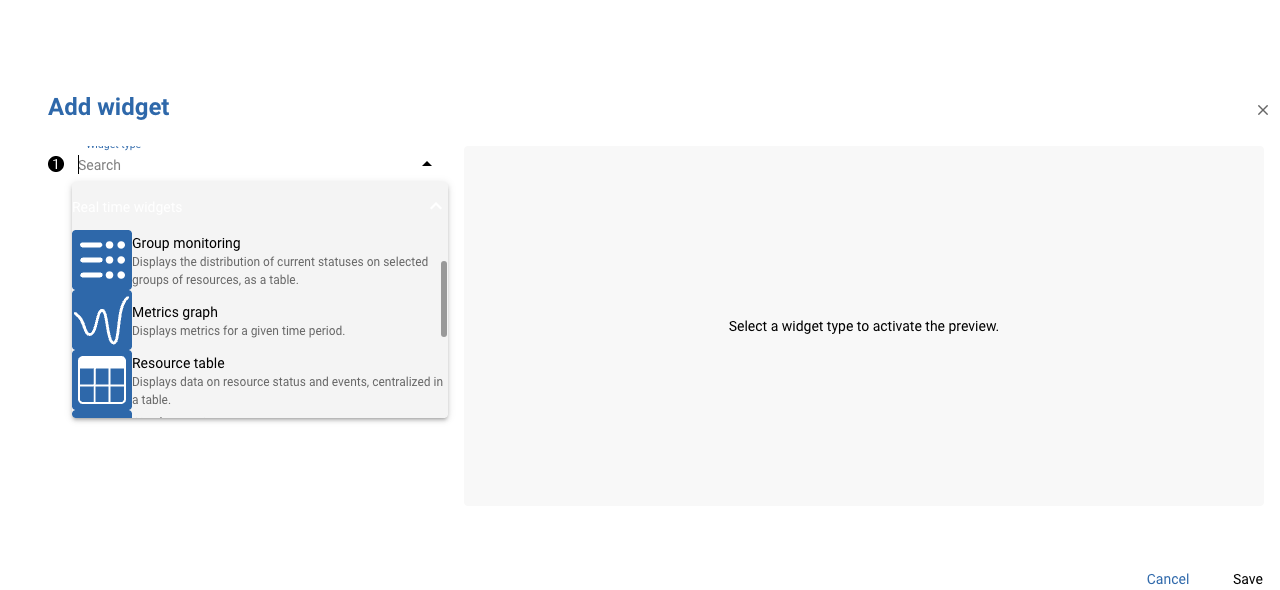 Add widget
Widget type
1
Search
Real time widgets
Group monitoring
Displays the distribution of current statuses on selected
groups of resources, as a table.
Metrics graph
Displays metrics for a given time period.
Resource table
Displays data on resource status and events, centralized in
a table.
Select a widget type to activate the preview.
Cancel
Save